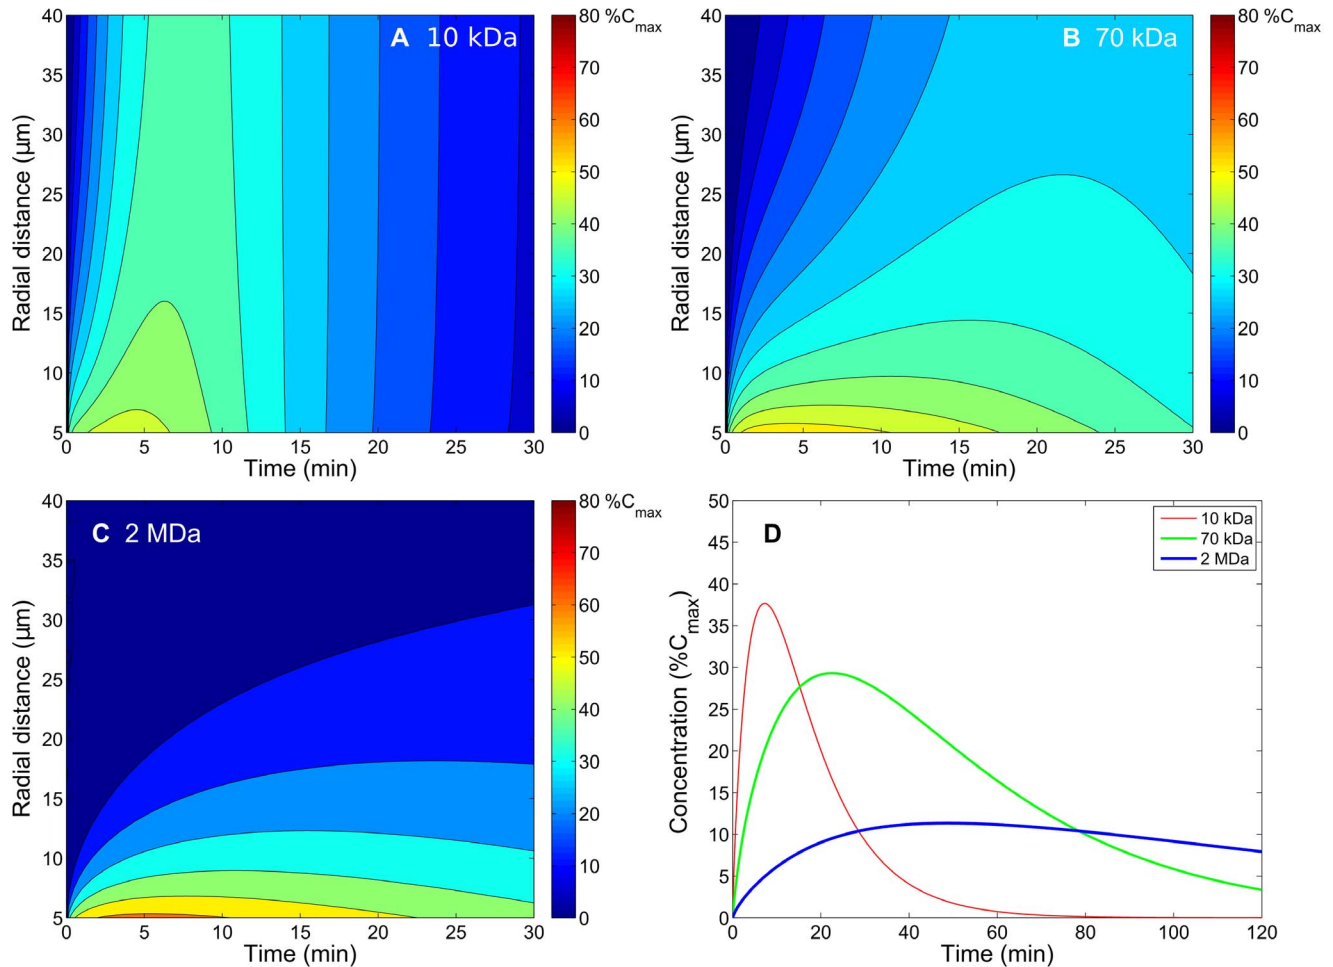 A 10 kDa
Radial distance (µm)
40
35
30
25
20
15
10
5
0 5 10 15 20 25 30
Time (min)
80 %Cmax
70
60
50
40
30
20
10
0
B 70 kDa
Radial distance (µm)
40
35
30
25
20
15
10
5
0 5 10 15 20 25 30
Time (min)
80 %Cmax
70
60
50
40
30
20
10
0
C 2 MDa
Radial distance (µm)
40
35
30
25
20
15
10
5
0 5 10 15 20 25 30
Time (min)
80 %Cmax
70
60
50
40
30
20
10
0
D
10 kDa
70 kDa
2 MDa
Concentration (%Cmax)
50
45
40
35
30
25
20
15
10
5
0
0 20 40 60 80 100 120
Time (min)